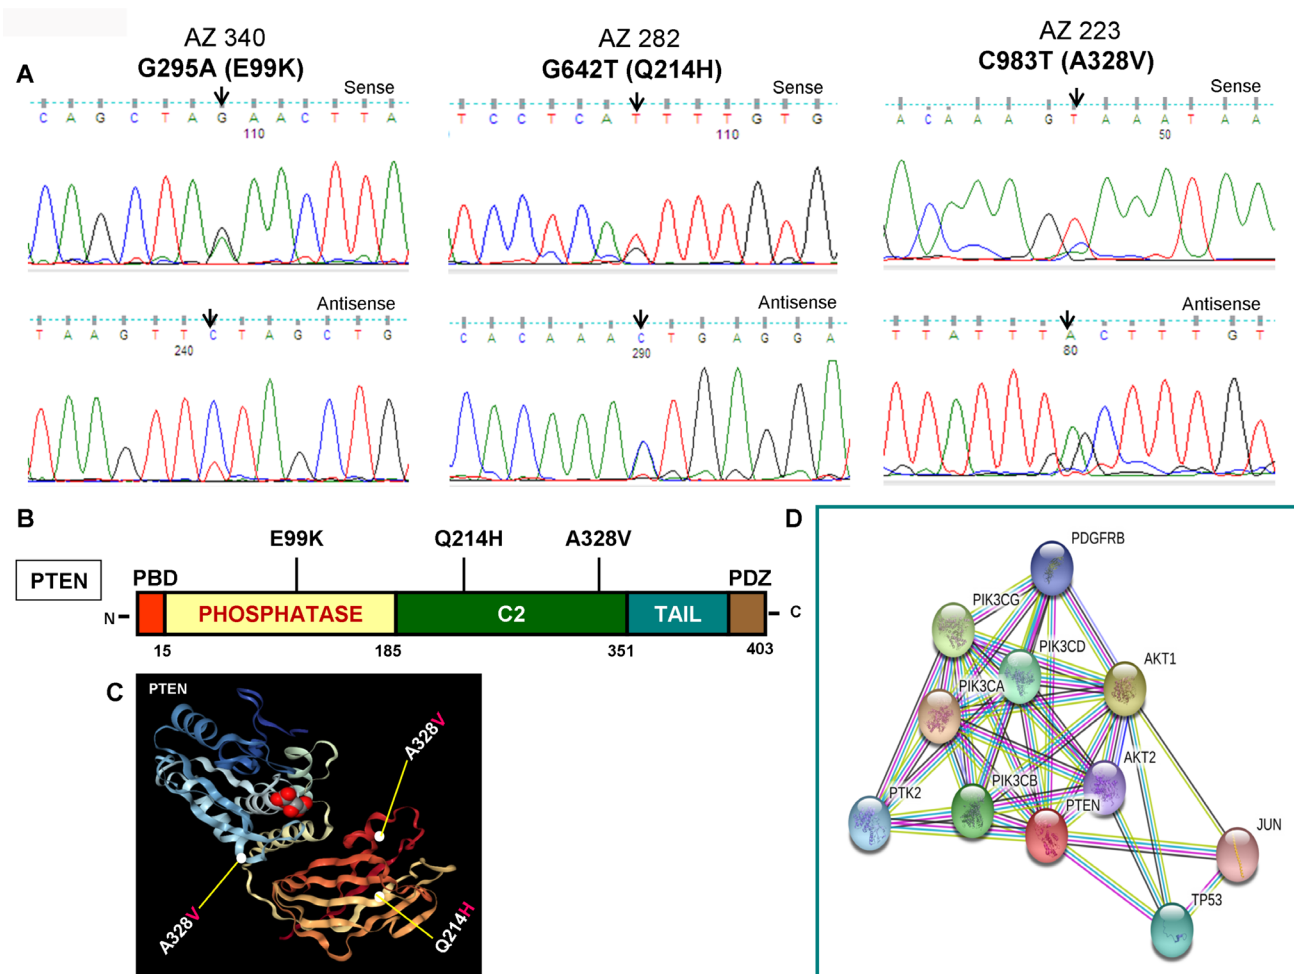 AZ 340
G295A (E99K)
AZ 282
G642T (Q214H)
AZ 223
C983T (A328V)
A
Sense
C A G C T A G A A C T T A
110
Sense
T C C T C A T T T T G T G
110
Sense
A C A A A G T A A A T A A
50
Antisense
T A A G T T C T A G C T G
240
Antisense
C A C A A A C T G A G G A
290
Antisense
T T A T T T A C T T T G T
80
B
E99K
Q214H
A328V
PTEN
PBD
PDZ
N
PHOSPHATASE
C2
TAIL
C
15
185
351
403
C
PTEN
A328V
A328V
Q214H
D
PDGFRB
PIK3CG
PIK3CD
AKT1
PIK3CA
AKT2
PIK3CB
PTK2
PTEN
JUN
TP53